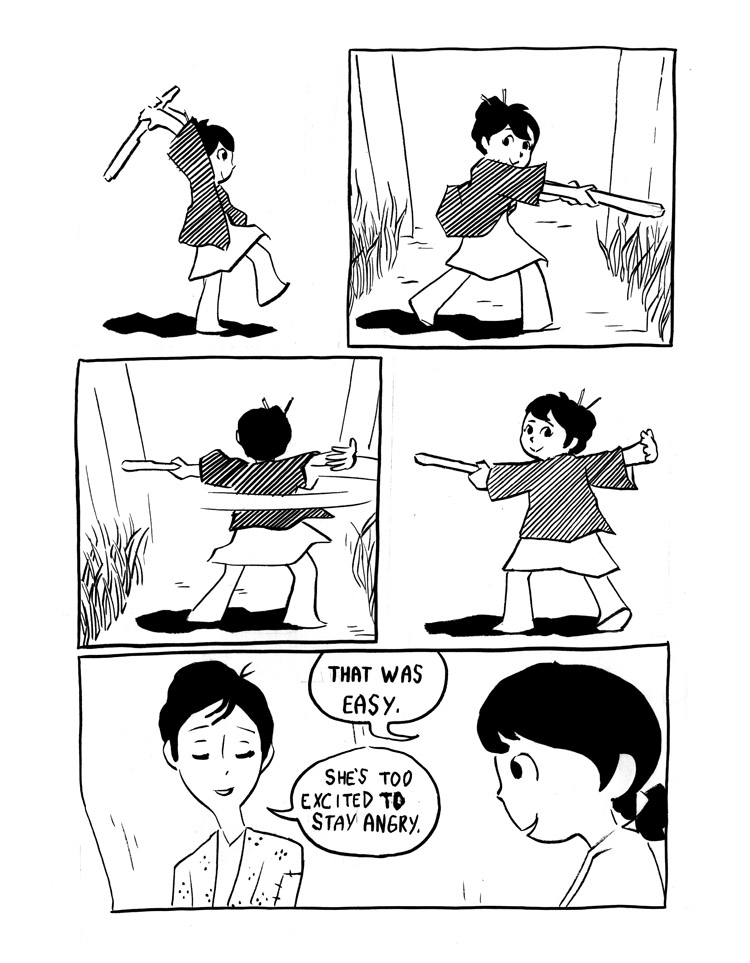 THAT WAS
EASY.
SHE'S TOO
EXCITED TO
STAY ANGRY.